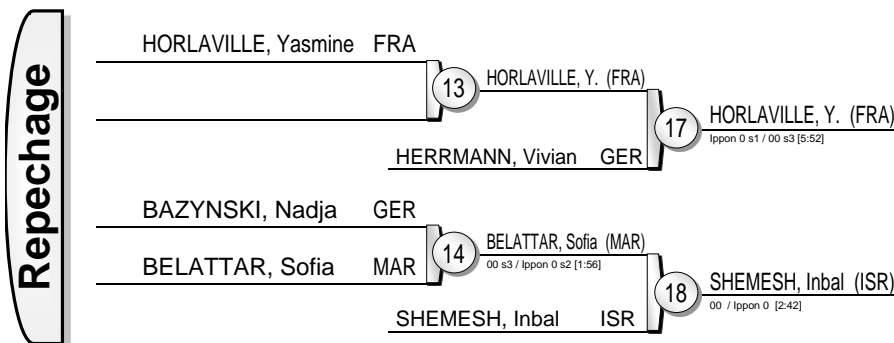 Repechage
HORLAVILLE, Yasmine FRA
13
HORLAVILLE, Y. (FRA)
HERRMANN, Vivian GER
17
HORLAVILLE, Y. (FRA)
Ippon 0 s1 / 00 s3 [5:52]
BAZYNSKI, Nadja GER
BELATTAR, Sofia MAR
14
BELATTAR, Sofia (MAR)
00 s3 / Ippon 0 s2 [1:56]
SHEMESH, Inbal ISR
18
SHEMESH, Inbal (ISR)
00 / Ippon 0 [2:42]